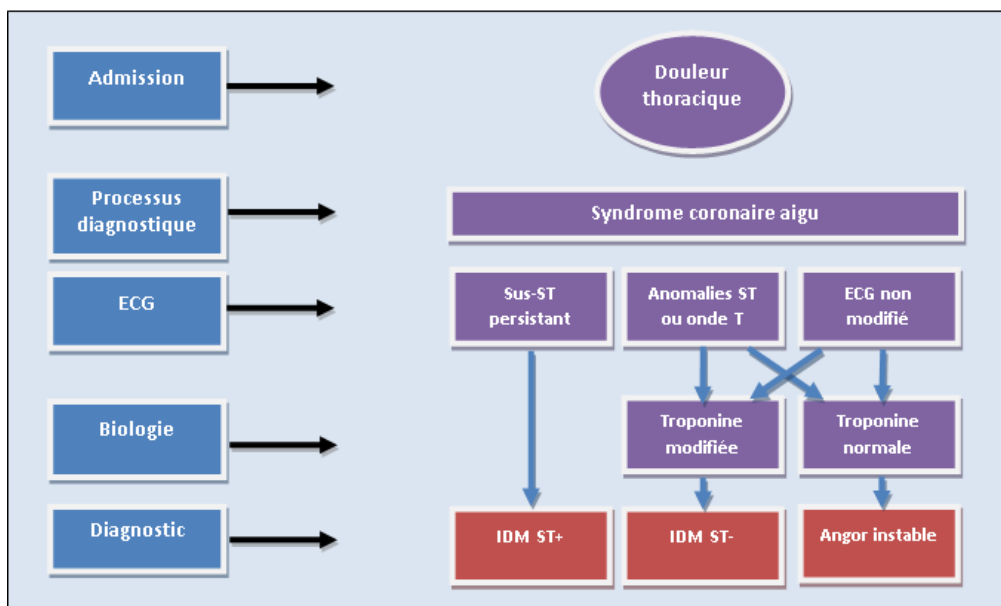 Admission
Douleur
thoracique
Processus
diagnostique
Syndrome coronaire aigu
ECG
Sus-ST
persistant
Anomalies ST
ou onde T
ECG non
modifié
Biologie
Troponine
modifiée
Troponine
normale
Diagnostic
IDM ST+
IDM ST-
Angor instable